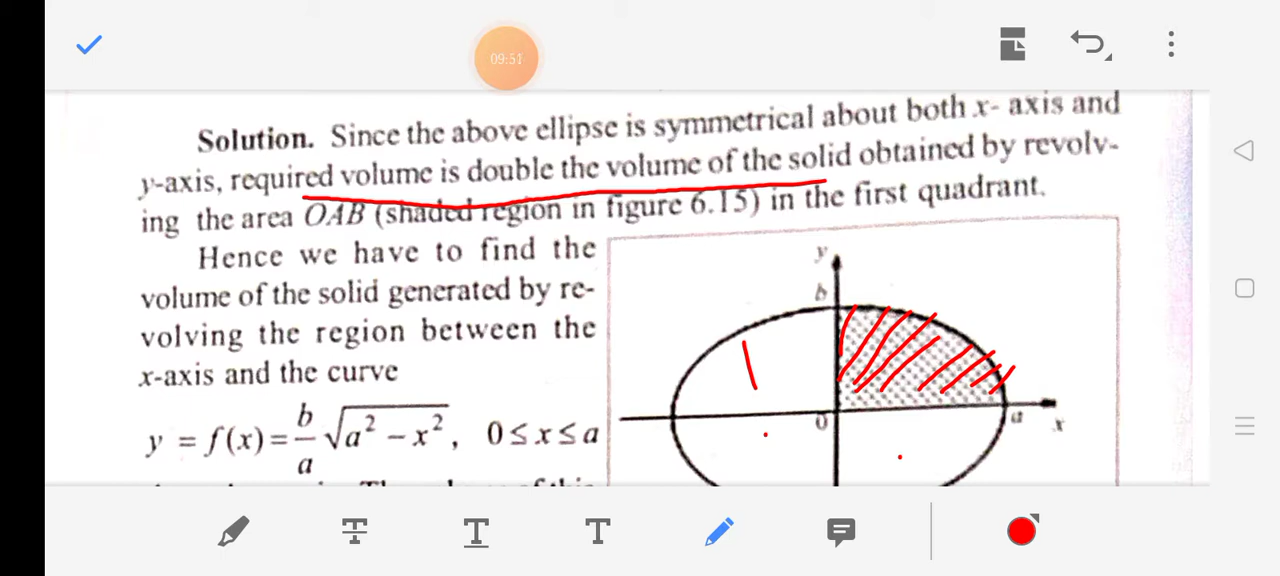 09:51
Solution. Since the above ellipse is symmetrical about both x- axis and
y-axis, required volume is double the volume of the solid obtained by revolv-
ing the area OAB (shaded region in figure 6.15) in the first quadrant.
Hence we have to find the
volume of the solid generated by re-
volving the region between the
x-axis and the curve
y = f(x) = b/a √(a² − x²), 0 ≤ x ≤ a
y
b
0
a
x
T
T
T